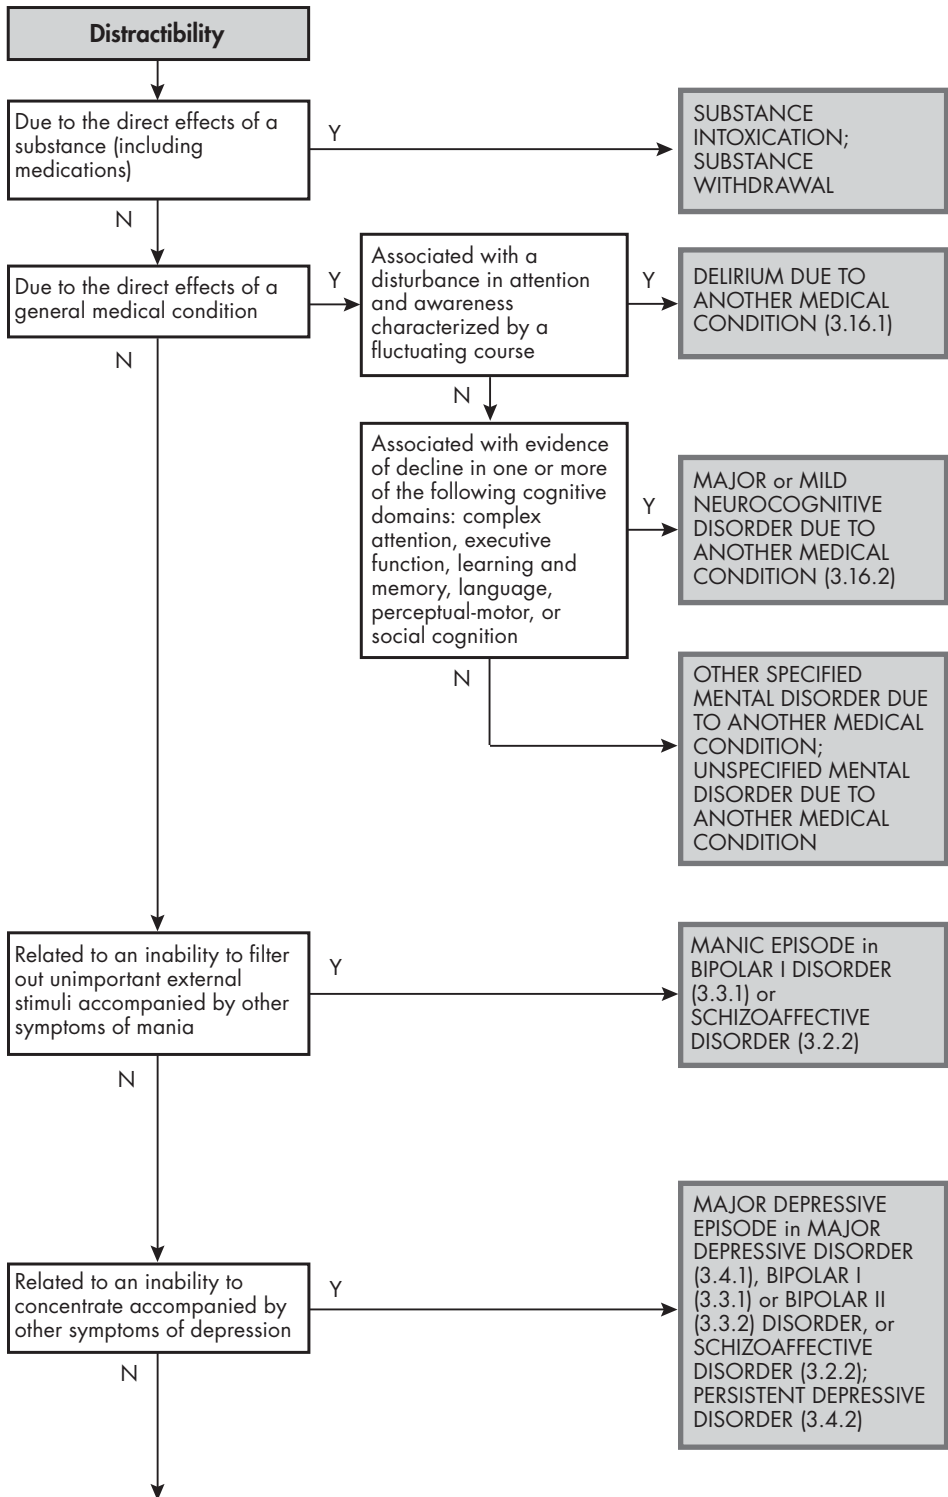 Distractibility
Due to the direct effects of a
substance (including
medications)
Y
SUBSTANCE
INTOXICATION;
SUBSTANCE
WITHDRAWAL
N
Due to the direct effects of a
general medical condition
Y
Associated with a
disturbance in attention
and awareness
characterized by a
fluctuating course
Y
DELIRIUM DUE TO
ANOTHER MEDICAL
CONDITION (3.16.1)
N
N
Associated with evidence
of decline in one or more
of the following cognitive
domains: complex
attention, executive
function, learning and
memory, language,
perceptual-motor, or
social cognition
Y
MAJOR or MILD
NEUROCOGNITIVE
DISORDER DUE TO
ANOTHER MEDICAL
CONDITION (3.16.2)
N
OTHER SPECIFIED
MENTAL DISORDER DUE
TO ANOTHER MEDICAL
CONDITION;
UNSPECIFIED MENTAL
DISORDER DUE TO
ANOTHER MEDICAL
CONDITION
Related to an inability to filter
out unimportant external
stimuli accompanied by other
symptoms of mania
Y
MANIC EPISODE in
BIPOLAR I DISORDER
(3.3.1) or
SCHIZOAFFECTIVE
DISORDER (3.2.2)
N
Related to an inability to
concentrate accompanied by
other symptoms of depression
Y
MAJOR DEPRESSIVE
EPISODE in MAJOR
DEPRESSIVE DISORDER
(3.4.1), BIPOLAR I
(3.3.1) or BIPOLAR II
(3.3.2) DISORDER, or
SCHIZOAFFECTIVE
DISORDER (3.2.2);
PERSISTENT DEPRESSIVE
DISORDER (3.4.2)
N